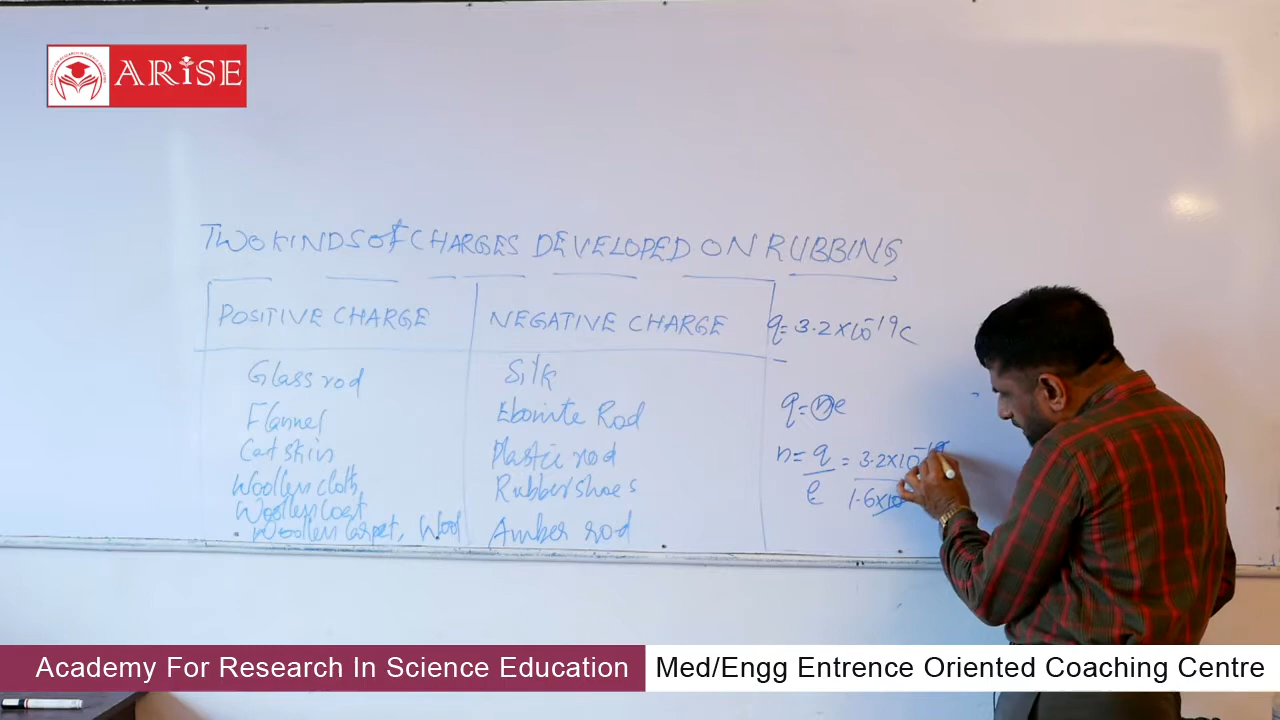 ARiSE
TWO KINDS of CHARGES DEVELOPED ON RUBBING
POSITIVE CHARGE NEGATIVE CHARGE
Glass rod Silk
Flannel Ebonite Rod
Cat skin Plastic rod
Woollen cloth Rubber shoes
Woollen Coat
Woollen Carpet, Wool Amber rod
q= 3.2×10⁻¹⁹C
q= ne
n= q/e = 3.2×10⁻¹⁹/1.6×10
Academy For Research In Science Education
Med/Engg Entrence Oriented Coaching Centre